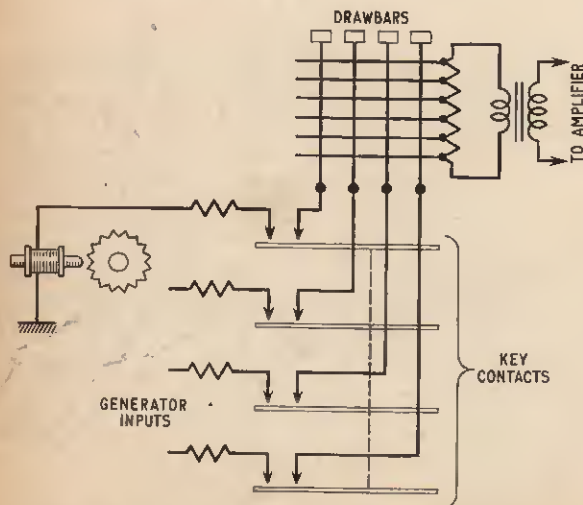 DRAWBARS
TO AMPLIFIER
KEY
CONTACTS
GENERATOR
INPUTS